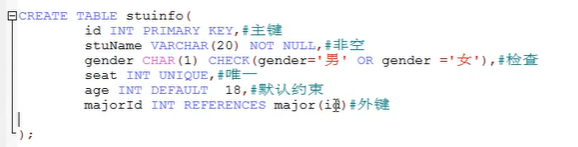 CREATE TABLE stuinfo(
id INT PRIMARY KEY,#主键
stuName VARCHAR(20) NOT NULL,#非空
gender CHAR(1) CHECK(gender='男' OR gender ='女'),#检查
seat INT UNIQUE,#唯一
age INT DEFAULT  18,#默认约束
majorId INT REFERENCES major(id)#外键
);